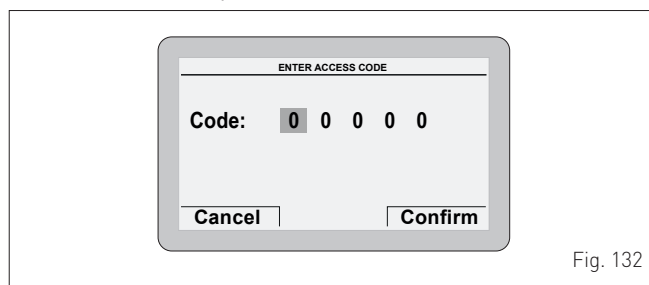 ENTER ACCESS CODE
Code: 0 0 0 0 0
Cancel Confirm
Fig. 132